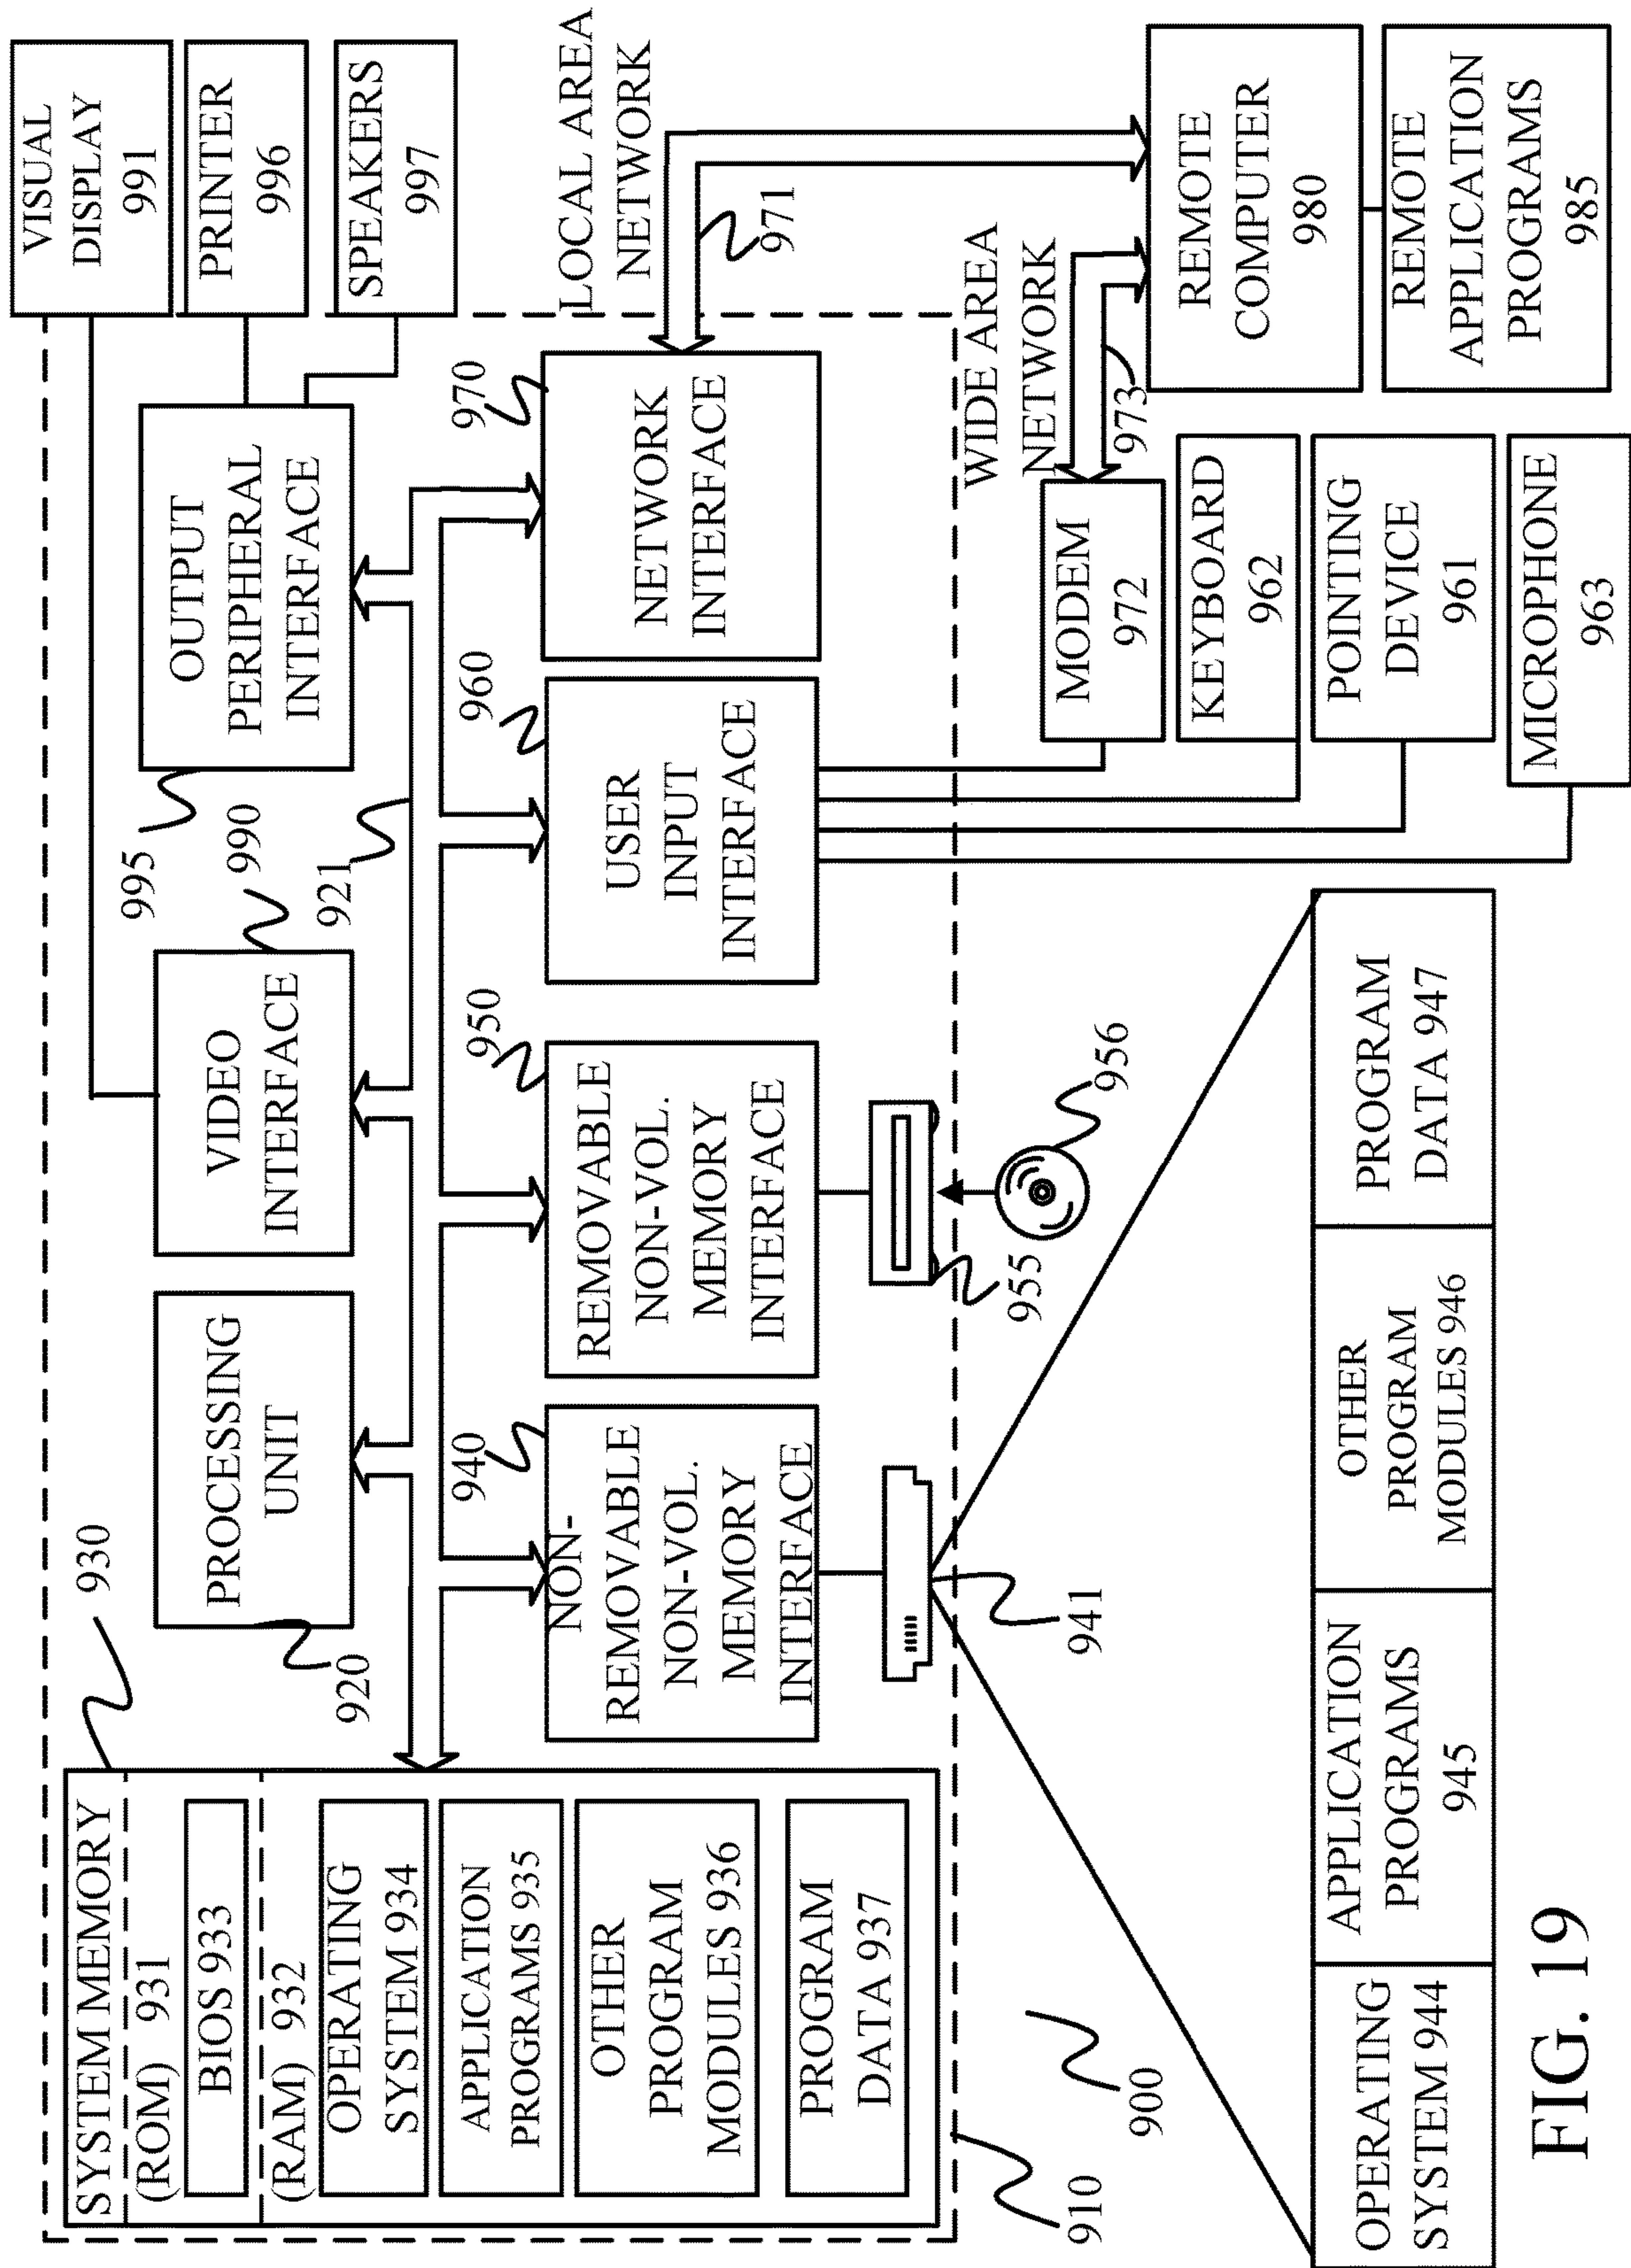 SYSTEM MEMORY
(ROM) 931
BIOS 933
(RAM) 932
OPERATING
SYSTEM 934
APPLICATION
PROGRAMS 935
OTHER
PROGRAM
MODULES 936
PROGRAM
DATA 937
930
PROCESSING
UNIT
920
VIDEO
INTERFACE
990
921
OUTPUT
PERIPHERAL
INTERFACE
995
VISUAL
DISPLAY
991
PRINTER
996
SPEAKERS
997
NON-
REMOVABLE
NON-VOL.
MEMORY
INTERFACE
940
REMOVABLE
NON-VOL.
MEMORY
INTERFACE
950
USER
INPUT
INTERFACE
960
NETWORK
INTERFACE
970
LOCAL AREA
NETWORK
971
WIDE AREA
NETWORK
973
941
955
956
910
900
MODEM
972
KEYBOARD
962
POINTING
DEVICE
961
MICROPHONE
963
REMOTE
COMPUTER
980
REMOTE
APPLICATION
PROGRAMS
985
OPERATING
SYSTEM 944
APPLICATION
PROGRAMS
945
OTHER
PROGRAM
MODULES 946
PROGRAM
DATA 947
FIG. 19